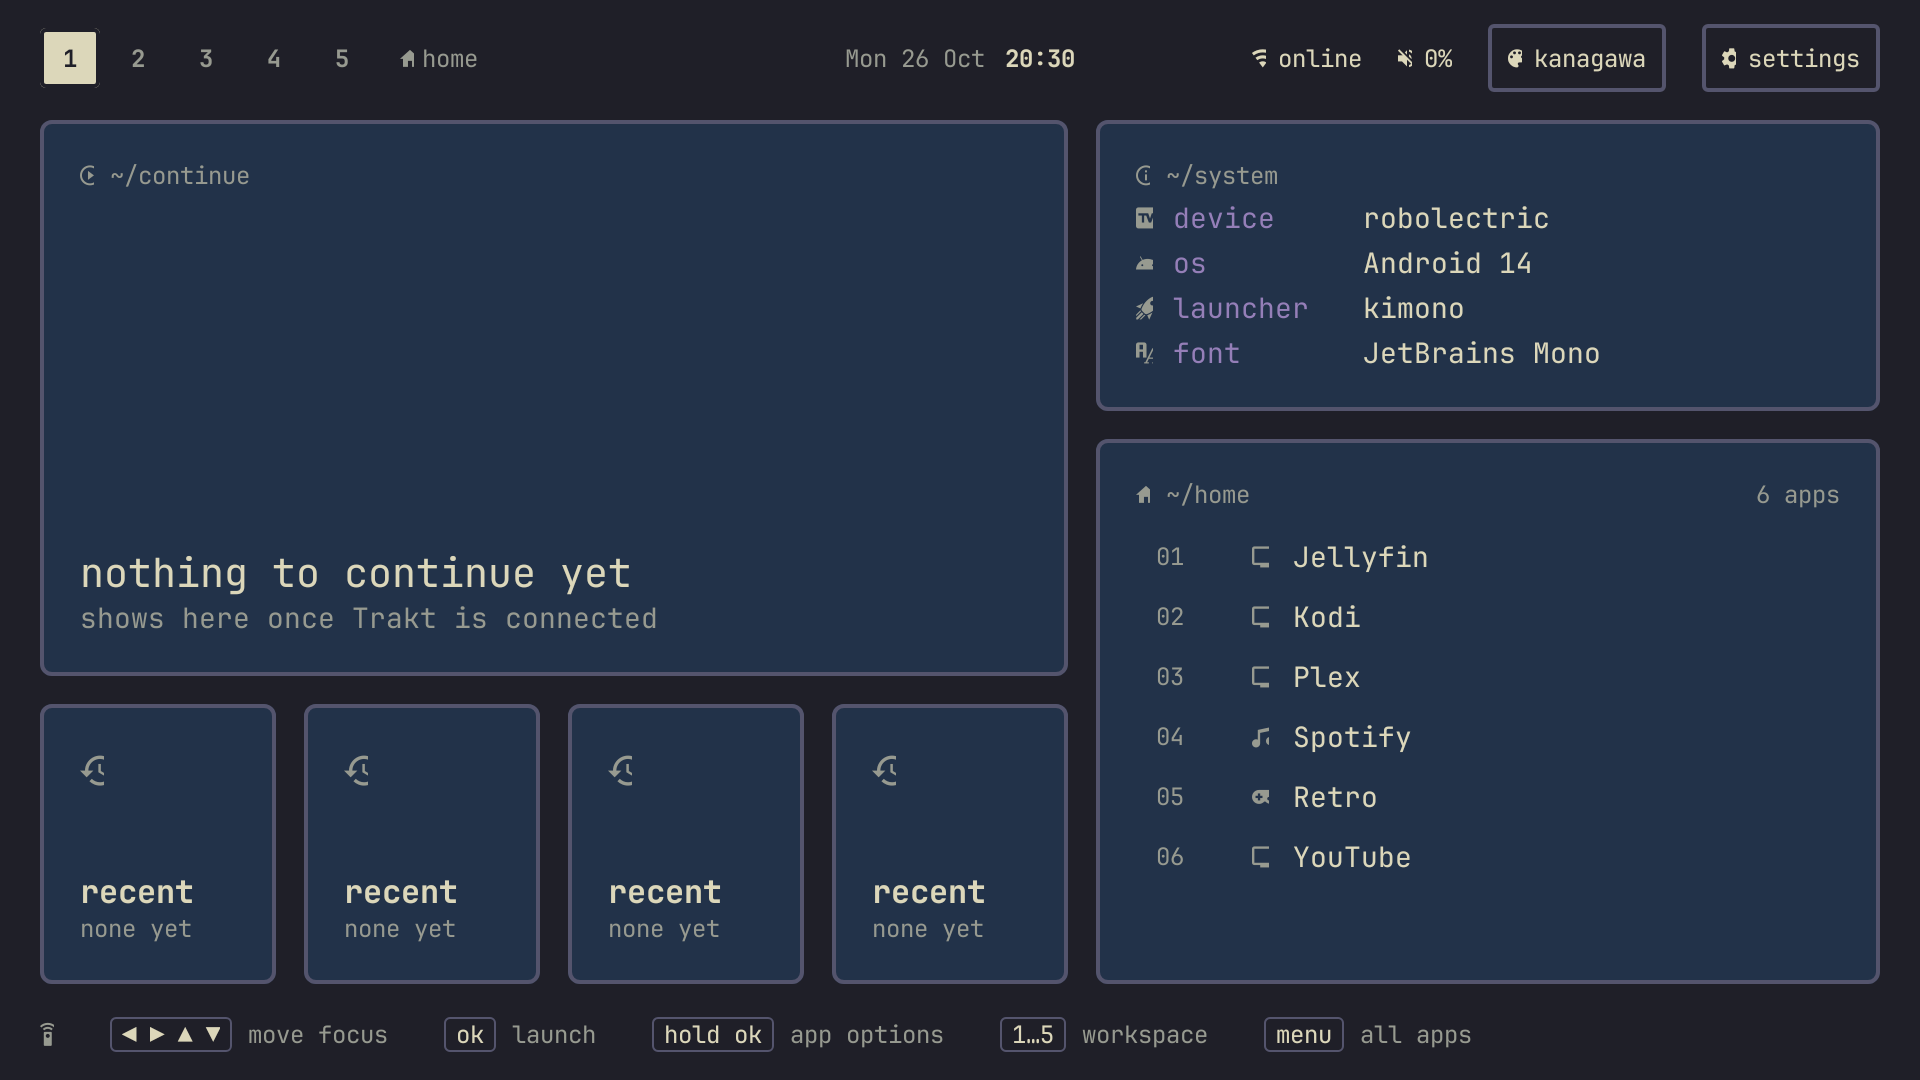 1 2 3 4 5 home Mon 26 Oct 20:30 online 0% kanagawa settings
~/continue
nothing to continue yet
shows here once Trakt is connected
recent
none yet
recent
none yet
recent
none yet
recent
none yet
~/system
device robolectric
os Android 14
launcher kimono
font JetBrains Mono
~/home 6 apps
01 Jellyfin
02 Kodi
03 Plex
04 Spotify
05 Retro
06 YouTube
◀ ▶ ▲ ▼ move focus ok launch hold ok app options 1…5 workspace menu all apps